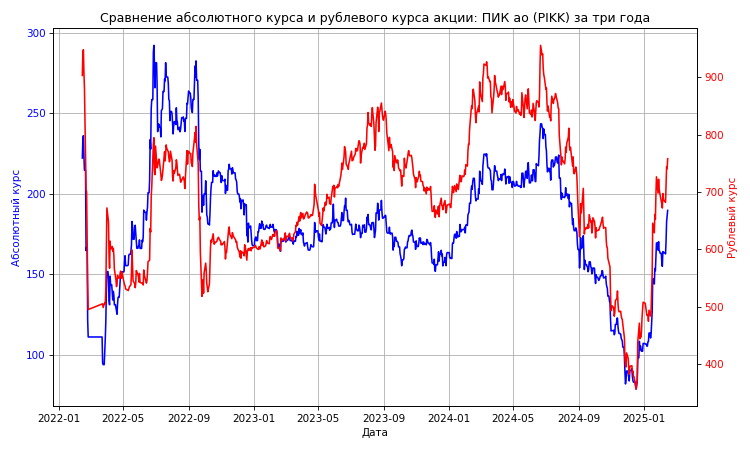 Сравнение абсолютного курса и рублевого курса акции: ПИК ао (PIKK) за три года
300
250
200
150
100
Абсолютный курс
900
800
700
600
500
400
Рублевый курс
2022-01 2022-05 2022-09 2023-01 2023-05 2023-09 2024-01 2024-05 2024-09 2025-01
Дата